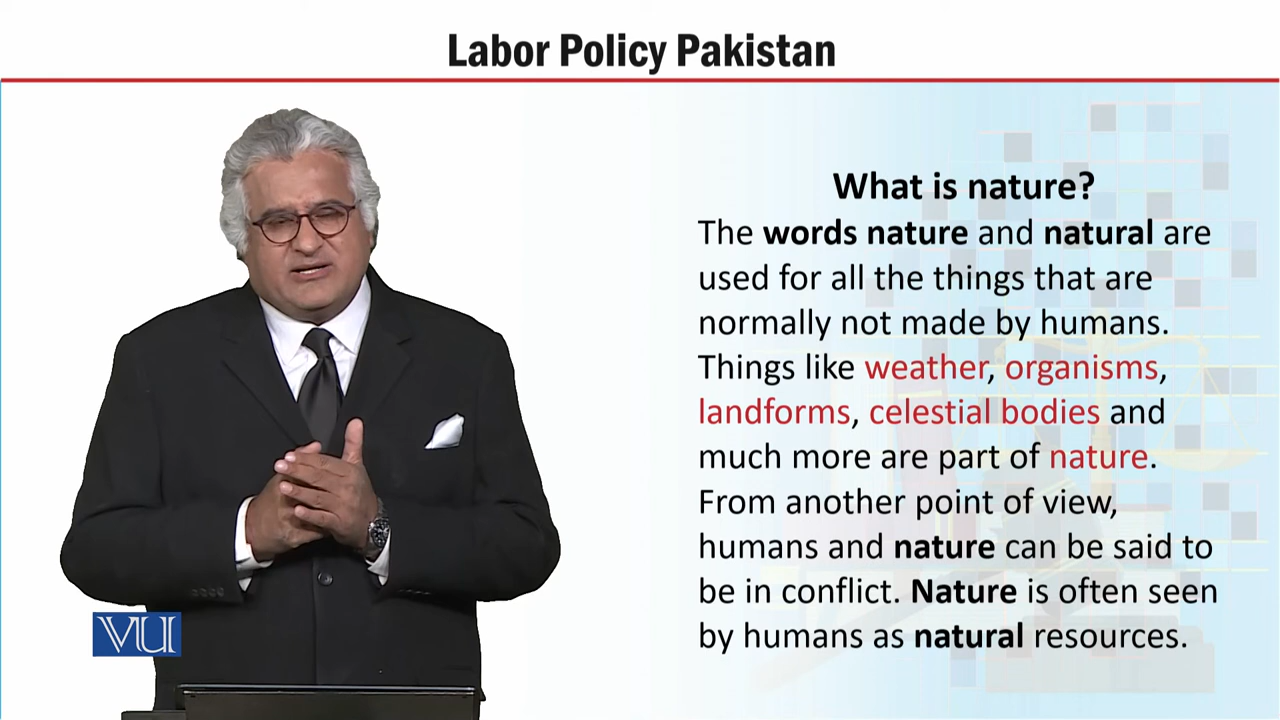 Labor Policy Pakistan
What is nature?
The words nature and natural are
used for all the things that are
normally not made by humans.
Things like weather, organisms,
landforms, celestial bodies and
much more are part of nature.
From another point of view,
humans and nature can be said to
be in conflict. Nature is often seen
by humans as natural resources.
VU